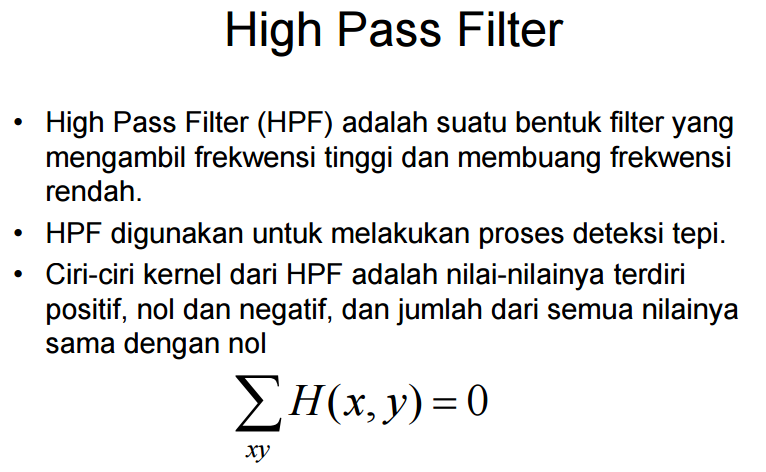 High Pass Filter
• High Pass Filter (HPF) adalah suatu bentuk filter yang
mengambil frekwensi tinggi dan membuang frekwensi
rendah.
• HPF digunakan untuk melakukan proses deteksi tepi.
• Ciri-ciri kernel dari HPF adalah nilai-nilainya terdiri
positif, nol dan negatif, dan jumlah dari semua nilainya
sama dengan nol
∑ H(x, y) = 0
xy